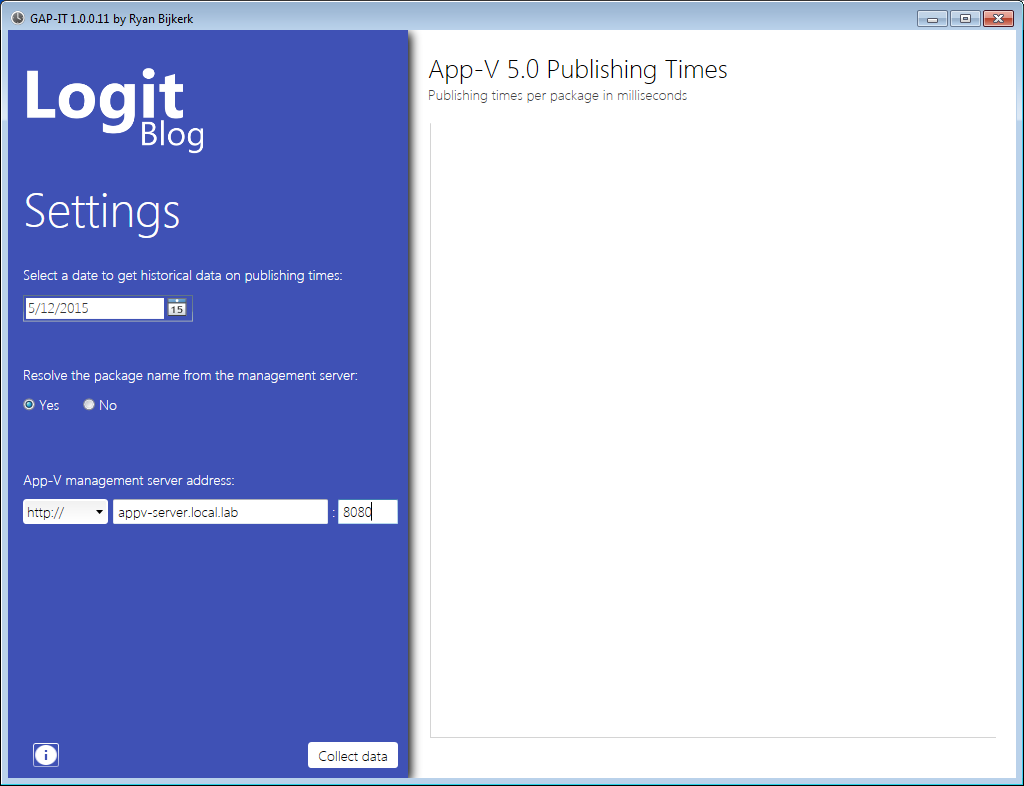 GAP-IT 1.0.0.11 by Ryan Bijkerk
Logit
Blog
Settings
Select a date to get historical data on publishing times:
5/12/2015
15
Resolve the package name from the management server:
Yes No
App-V management server address:
http:// appv-server.local.lab : 8080
i
Collect data
App-V 5.0 Publishing Times
Publishing times per package in milliseconds